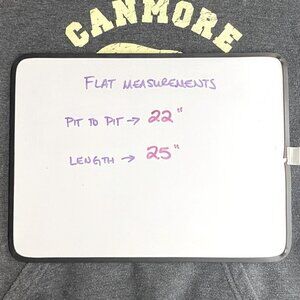 CANMORE
FLAT MEASUREMENTS
PIT TO PIT → 22"
LENGTH → 25"